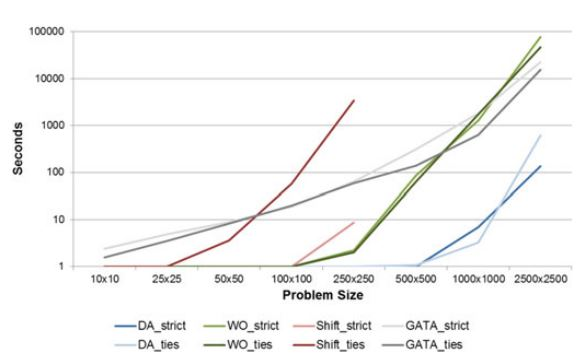 100000
10000
1000
100
10
1
Seconds
10x10 25x25 50x50 100x100 250x250 500x500 1000x1000 2500x2500
Problem Size
DA_strict WO_strict Shift_strict GATA_strict
DA_ties WO_ties Shift_ties GATA_ties